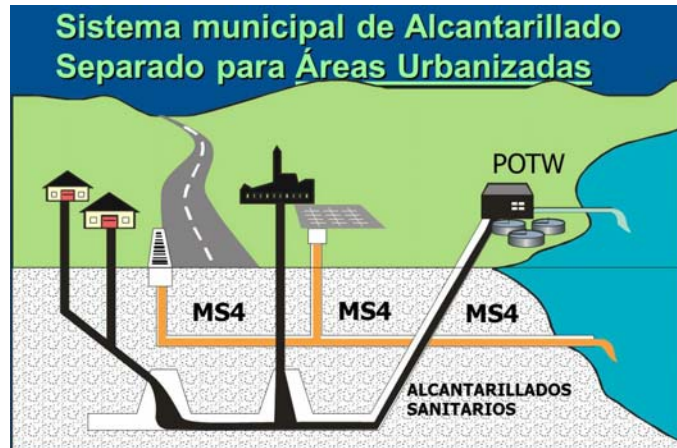 Sistema municipal de Alcantarillado
Separado para Áreas Urbanizadas
POTW
MS4
MS4
MS4
ALCANTARILLADOS
SANITARIOS